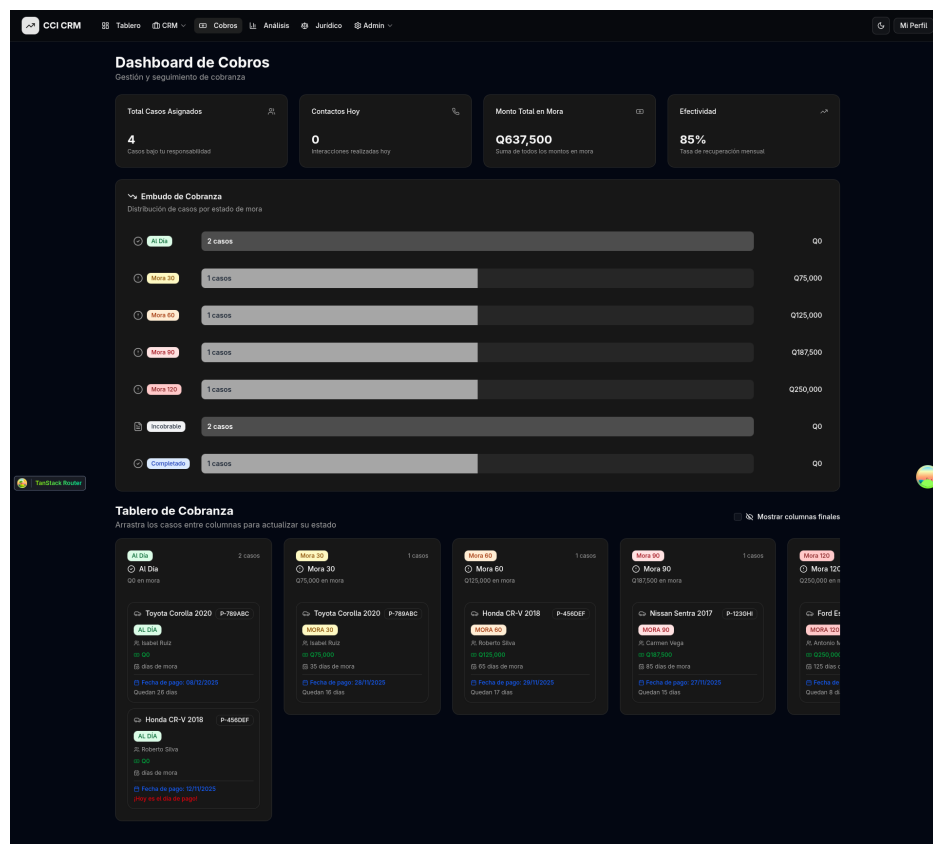 CCI CRM
Tablero
CRM
Cobros
Análisis
Jurídico
Admin
Mi Perfil
Dashboard de Cobros
Gestión y seguimiento de cobranza
Total Casos Asignados
4
Casos bajo tu responsabilidad
Contactos Hoy
0
Interacciones realizadas hoy
Monto Total en Mora
Q637,500
Suma de todos los montos en mora
Efectividad
85%
Tasa de recuperación mensual
Embudo de Cobranza
Distribución de casos por estado de mora
Al Día 2 casos Q0
Mora 30 1 casos Q75,000
Mora 60 1 casos Q125,000
Mora 90 1 casos Q187,500
Mora 120 1 casos Q250,000
Incobrable 2 casos Q0
Completado 1 casos Q0
TanStack Router
Tablero de Cobranza
Arrastra los casos entre columnas para actualizar su estado
Mostrar columnas finales
Al Día 2 casos
Al Día
Q0 en mora
Toyota Corolla 2020 P-789ABC
AL DÍA
Isabel Ruiz
Q0
días de mora
Fecha de pago: 08/12/2025
Quedan 26 días
Honda CR-V 2018 P-456DEF
AL DÍA
Roberto Silva
Q0
días de mora
Fecha de pago: 12/11/2025
¡Hoy es el día de pago!
Mora 30 1 casos
Mora 30
Q75,000 en mora
Toyota Corolla 2020 P-789ABC
MORA 30
Isabel Ruiz
Q75,000
35 días de mora
Fecha de pago: 28/11/2025
Quedan 16 días
Mora 60 1 casos
Mora 60
Q125,000 en mora
Honda CR-V 2018 P-456DEF
MORA 60
Roberto Silva
Q125,000
65 días de mora
Fecha de pago: 29/11/2025
Quedan 17 días
Mora 90 1 casos
Mora 90
Q187,500 en mora
Nissan Sentra 2017 P-123GHI
MORA 90
Carmen Vega
Q187,500
85 días de mora
Fecha de pago: 27/11/2025
Quedan 15 días
Mora 120
Mora 120
Q250,000 en
Ford
MORA 120
Antonio
Q250,000
125 días
Fecha de
Quedan 8